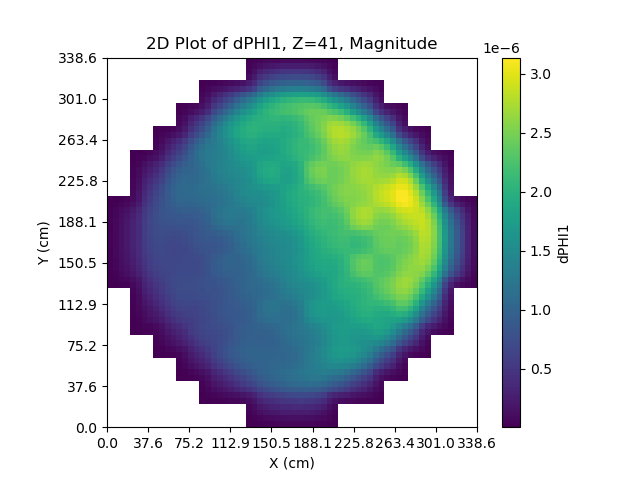 2D Plot of dPHI1, Z=41, Magnitude
1e−6
338.6
301.0
263.4
225.8
188.1
150.5
112.9
75.2
37.6
0.0
Y (cm)
0.0 37.6 75.2 112.9 150.5 188.1 225.8 263.4 301.0 338.6
X (cm)
3.0
2.5
2.0
1.5
1.0
0.5
dPHI1